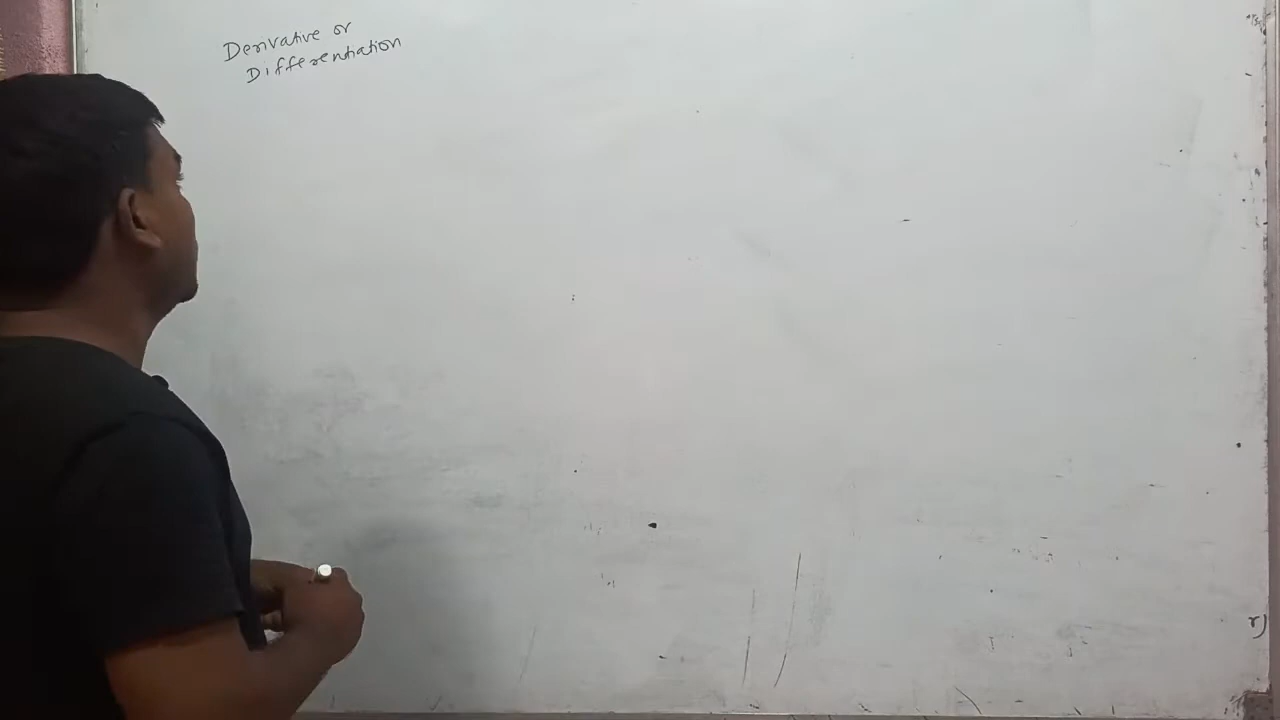 Derivative or
Differentiation
r)